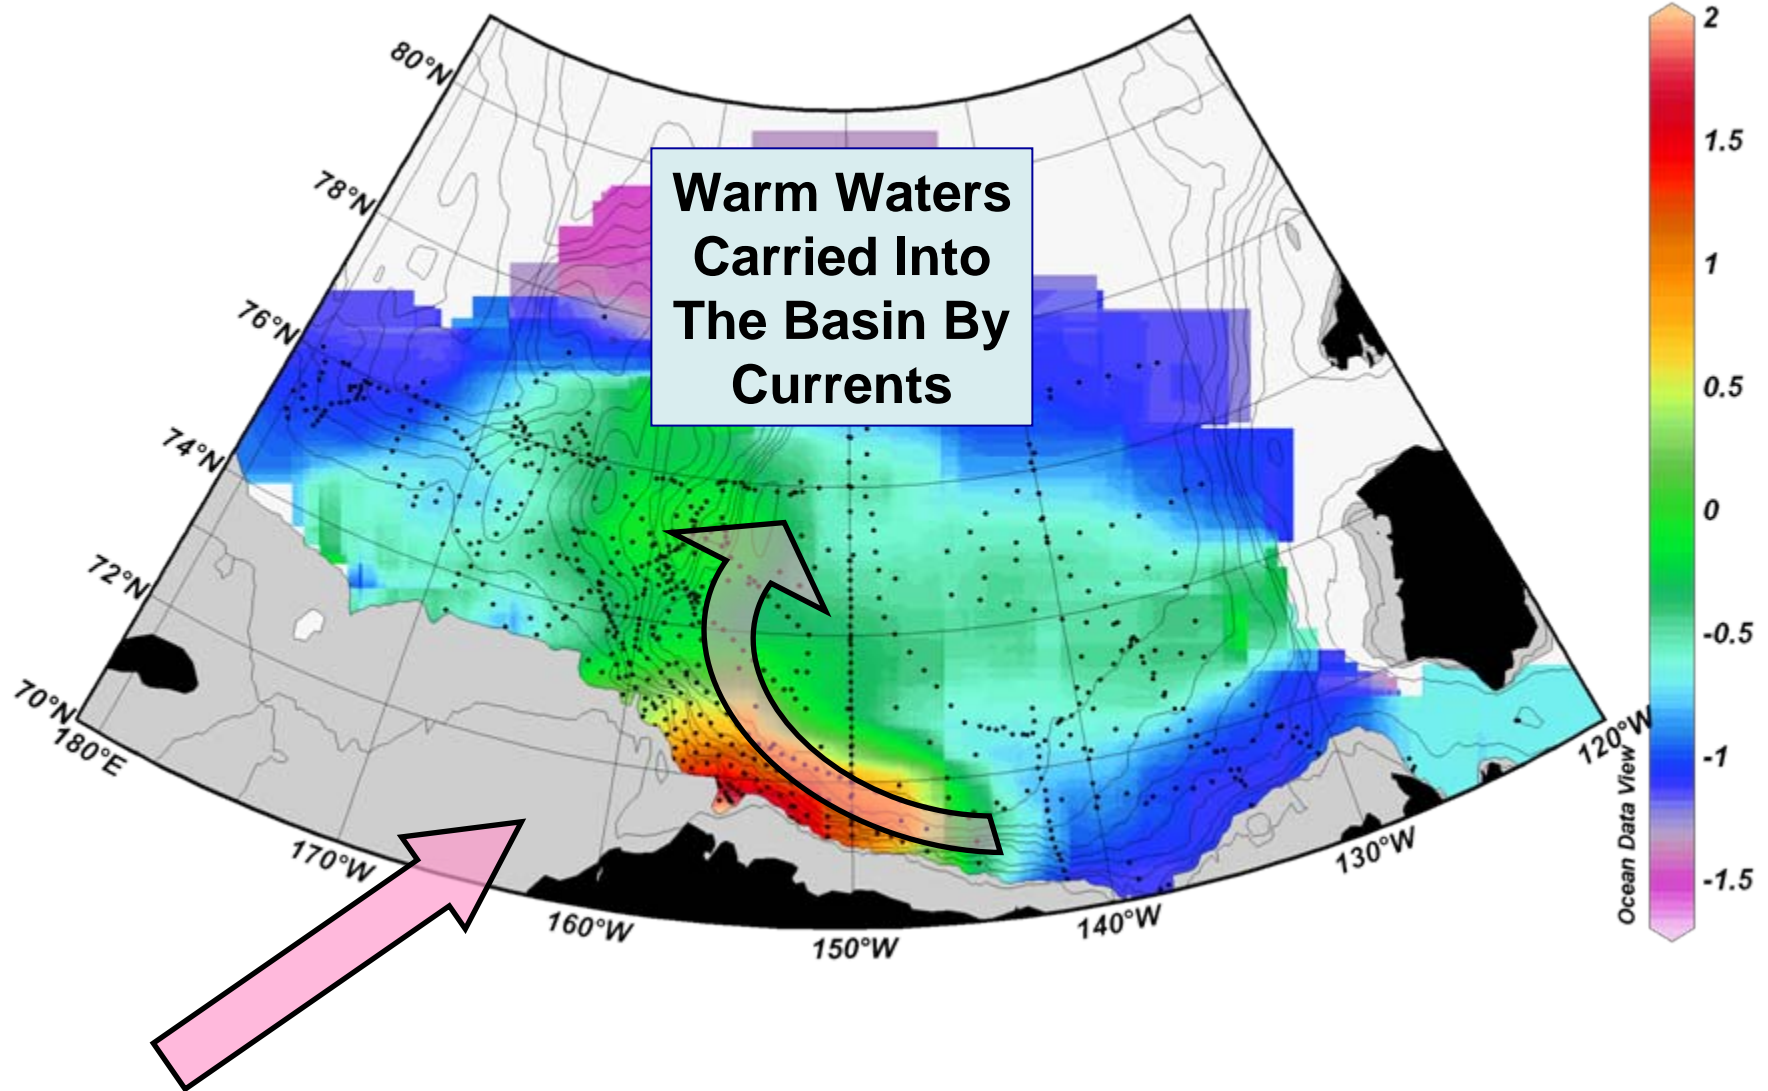 Warm Waters
Carried Into
The Basin By
Currents
80°N
78°N
76°N
74°N
72°N
70°N
180°E
170°W
160°W
150°W
140°W
130°W
120°W
2
1.5
1
0.5
0
-0.5
-1
-1.5
Ocean Data View